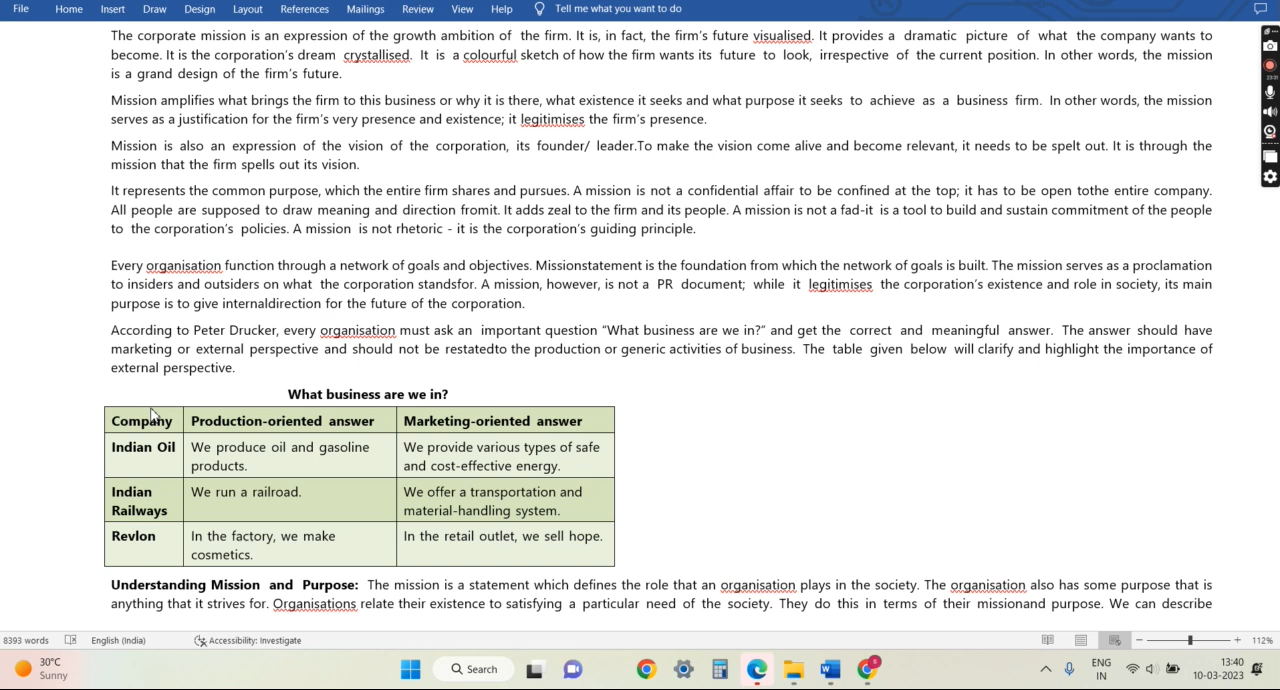 File Home Insert Draw Design Layout References Mailings Review View Help Tell me what you want to do
The corporate mission is an expression of the growth ambition of the firm. It is, in fact, the firm's future visualised. It provides a dramatic picture of what the company wants to
become. It is the corporation's dream crystallised. It is a colourful sketch of how the firm wants its future to look, irrespective of the current position. In other words, the mission
is a grand design of the firm's future.
Mission amplifies what brings the firm to this business or why it is there, what existence it seeks and what purpose it seeks to achieve as a business firm. In other words, the mission
serves as a justification for the firm's very presence and existence; it legitimises the firm's presence.
Mission is also an expression of the vision of the corporation, its founder/ leader.To make the vision come alive and become relevant, it needs to be spelt out. It is through the
mission that the firm spells out its vision.
It represents the common purpose, which the entire firm shares and pursues. A mission is not a confidential affair to be confined at the top; it has to be open tothe entire company.
All people are supposed to draw meaning and direction fromit. It adds zeal to the firm and its people. A mission is not a fad-it is a tool to build and sustain commitment of the people
to the corporation's policies. A mission is not rhetoric - it is the corporation's guiding principle.
Every organisation function through a network of goals and objectives. Missionstatement is the foundation from which the network of goals is built. The mission serves as a proclamation
to insiders and outsiders on what the corporation standsfor. A mission, however, is not a PR document; while it legitimises the corporation's existence and role in society, its main
purpose is to give internaldirection for the future of the corporation.
According to Peter Drucker, every organisation must ask an important question "What business are we in?" and get the correct and meaningful answer. The answer should have
marketing or external perspective and should not be restatedto the production or generic activities of business. The table given below will clarify and highlight the importance of
external perspective.
What business are we in?
Company Production-oriented answer Marketing-oriented answer
Indian Oil We produce oil and gasoline We provide various types of safe
products. and cost-effective energy.
Indian We run a railroad. We offer a transportation and
Railways material-handling system.
Revlon In the factory, we make In the retail outlet, we sell hope.
cosmetics.
Understanding Mission and Purpose: The mission is a statement which defines the role that an organisation plays in the society. The organisation also has some purpose that is
anything that it strives for. Organisations relate their existence to satisfying a particular need of the society. They do this in terms of their missionand purpose. We can describe
8393 words English (India) Accessibility: Investigate 112%
30°C Search ENG 13:40
Sunny IN 10-03-2023